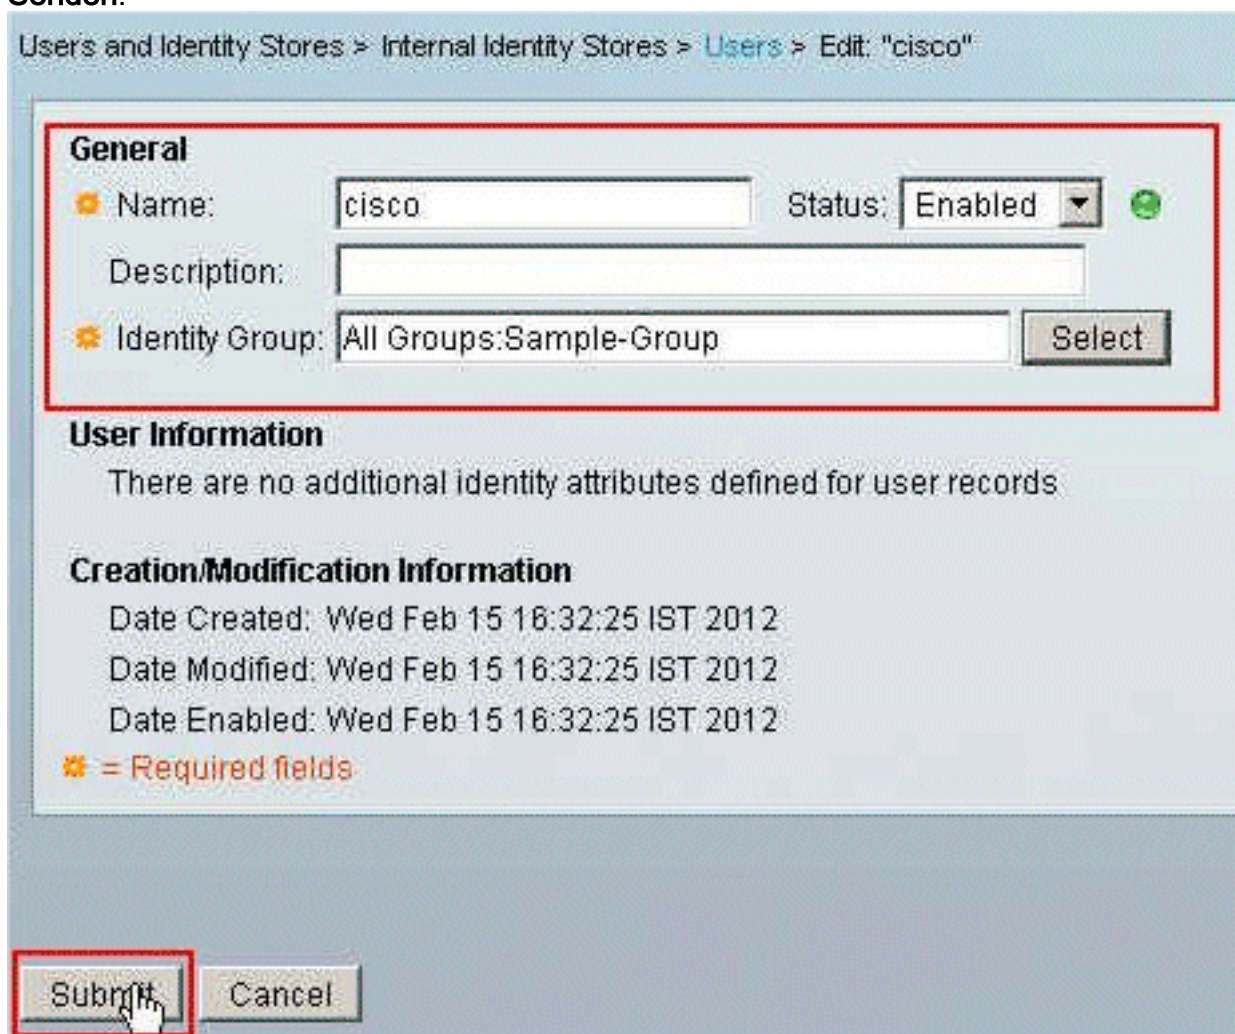 Senden.
Users and Identity Stores > Internal Identity Stores > Users > Edit: "cisco"
General
Name: cisco Status: Enabled
Description:
Identity Group: All Groups:Sample-Group Select
User Information
There are no additional identity attributes defined for user records
Creation/Modification Information
Date Created: Wed Feb 15 16:32:25 IST 2012
Date Modified: Wed Feb 15 16:32:25 IST 2012
Date Enabled: Wed Feb 15 16:32:25 IST 2012
= Required fields
Submit Cancel